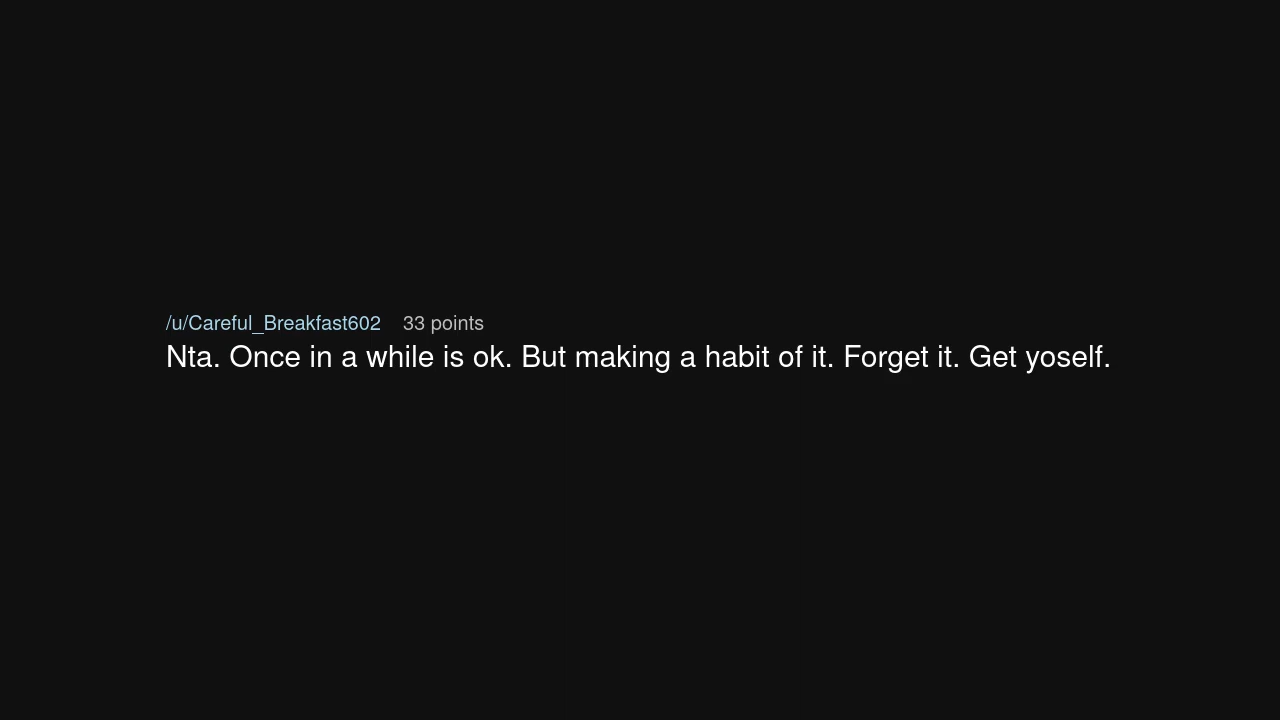 /u/Careful_Breakfast602 33 points
Nta. Once in a while is ok. But making a habit of it. Forget it. Get yoself.